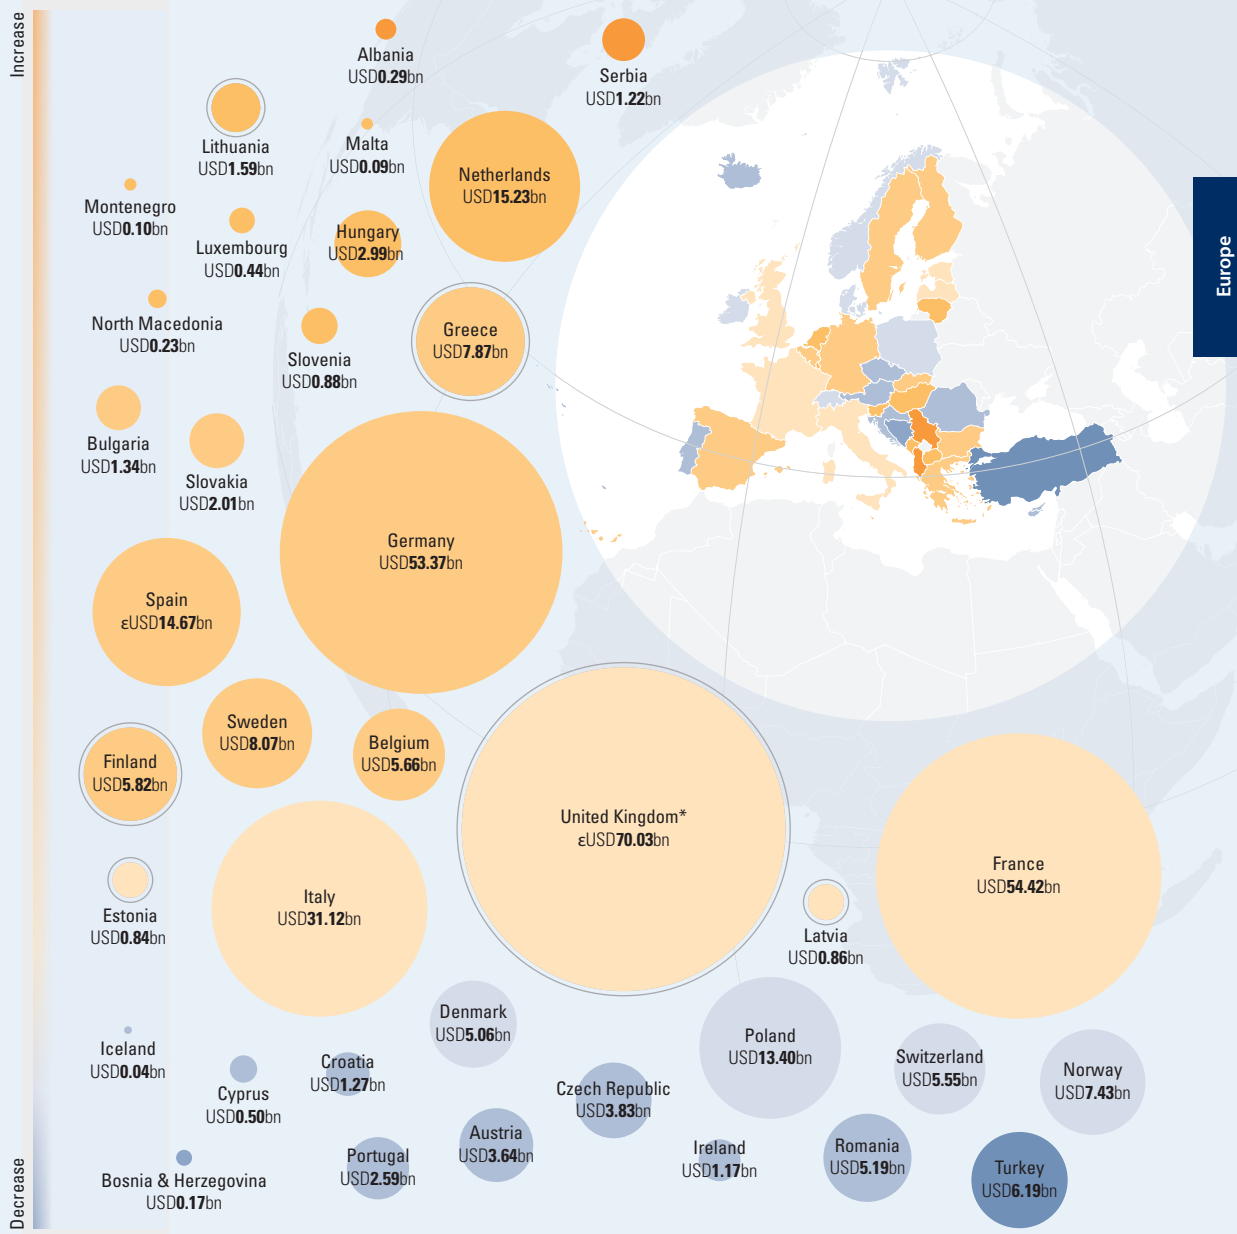 Increase
Albania
USD0.29bn
Serbia
USD1.22bn
Lithuania
USD1.59bn
Malta
USD0.09bn
Netherlands
USD15.23bn
Montenegro
USD0.10bn
Luxembourg
USD0.44bn
Hungary
USD2.99bn
Europe
North Macedonia
USD0.23bn
Slovenia
USD0.88bn
Greece
USD7.87bn
Bulgaria
USD1.34bn
Slovakia
USD2.01bn
Germany
USD53.37bn
Spain
εUSD14.67bn
Sweden
USD8.07bn
Belgium
USD5.66bn
Finland
USD5.82bn
United Kingdom*
εUSD70.03bn
France
USD54.42bn
Italy
USD31.12bn
Estonia
USD0.84bn
Latvia
USD0.86bn
Denmark
USD5.06bn
Poland
USD13.40bn
Iceland
USD0.04bn
Croatia
USD1.27bn
Switzerland
USD5.55bn
Norway
USD7.43bn
Cyprus
USD0.50bn
Czech Republic
USD3.83bn
Austria
USD3.64bn
Portugal
USD2.59bn
Ireland
USD1.17bn
Romania
USD5.19bn
Turkey
USD6.19bn
Bosnia & Herzegovina
USD0.17bn
Decrease